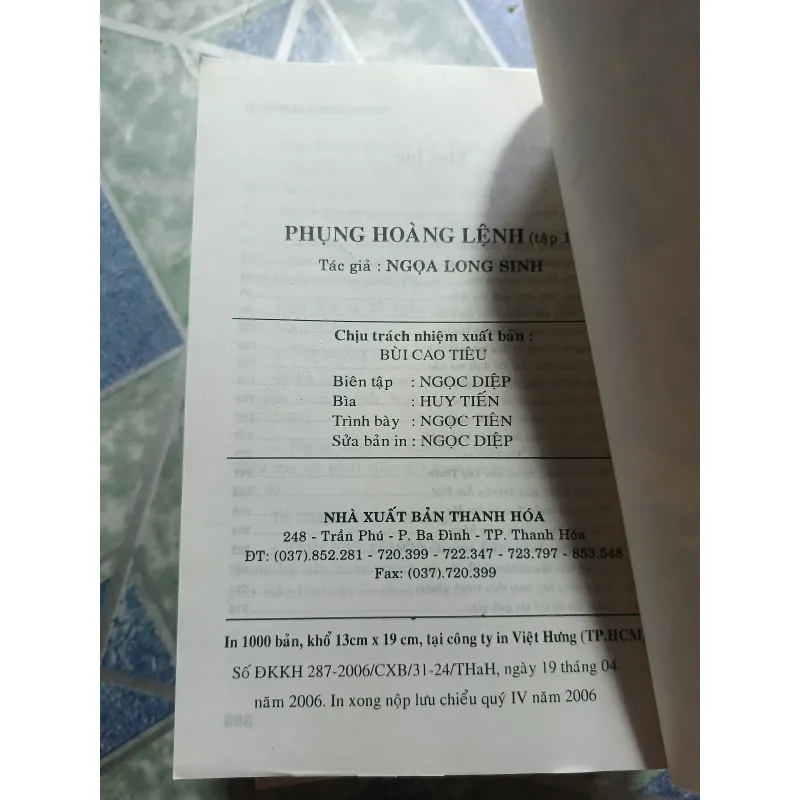 PHỤNG HOÀNG LỆNH (tập 1
Tác giả : NGỌA LONG SINH
Chịu trách nhiệm xuất bản :
BÙI CAO TIÊU
Biên tập : NGỌC DIỆP
Bìa : HUY TIẾN
Trình bày : NGỌC TIÊN
Sửa bản in : NGỌC DIỆP
NHÀ XUẤT BẢN THANH HÓA
248 - Trần Phú - P. Ba Đình - TP. Thanh Hóa
ĐT: (037).852.281 - 720.399 - 722.347 - 723.797 - 853.548
Fax: (037).720.399
In 1000 bản, khổ 13cm x 19 cm, tại công ty in Việt Hưng (TP.HCM)
Số ĐKKH 287-2006/CXB/31-24/THaH, ngày 19 tháng 04
năm 2006. In xong nộp lưu chiểu quý IV năm 2006